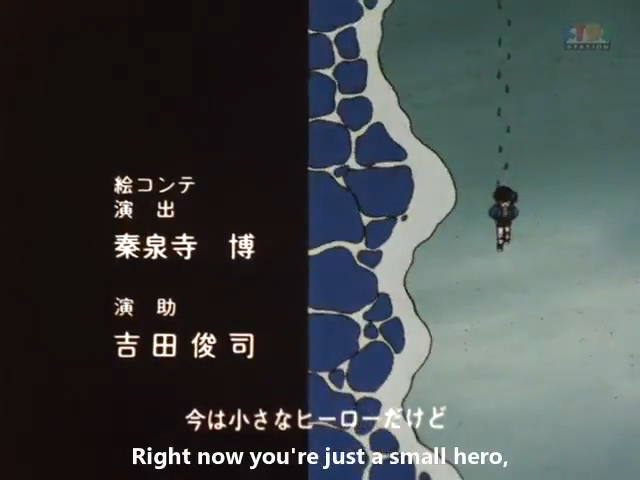 STATION
絵コンテ
演　出
秦泉寺　博
演　助
吉田俊司
今は小さなヒーローだけど
Right now you're just a small hero,